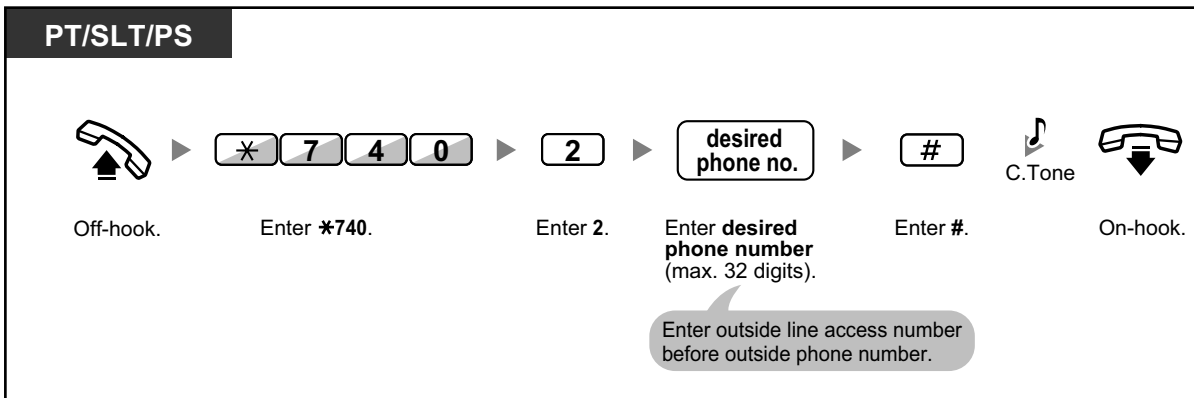 PT/SLT/PS
✳ 7 4 0
2
desired
phone no.
#
C.Tone
Off-hook.
Enter ✳740.
Enter 2.
Enter desired
phone number
(max. 32 digits).
Enter #.
On-hook.
Enter outside line access number
before outside phone number.